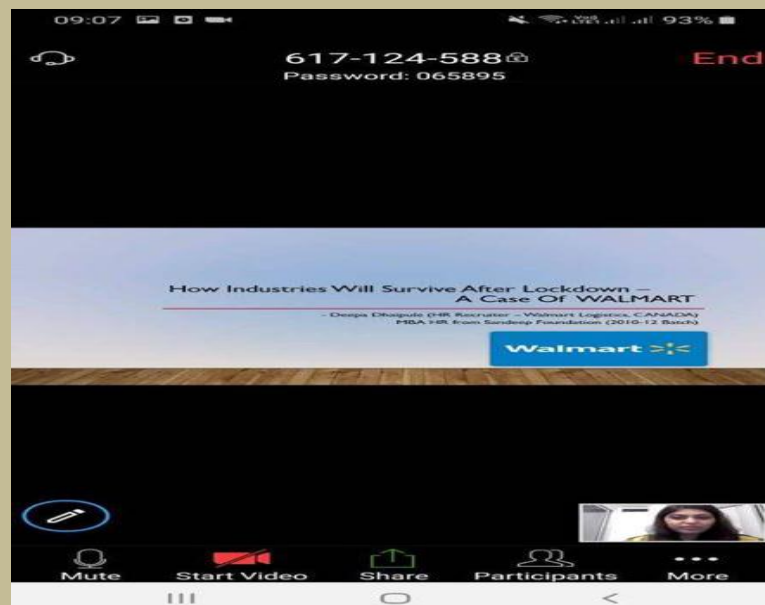 09:07 93%
617-124-588
End
Password: 065895
How Industries Will Survive After Lockdown –
A Case Of WALMART
- Deepa Dhaipule (HR Recruiter – Walmart Logistics, CANADA)
MBA HR from Sandeep Foundation (2010-12 Batch)
Walmart
Mute Start Video Share Participants More